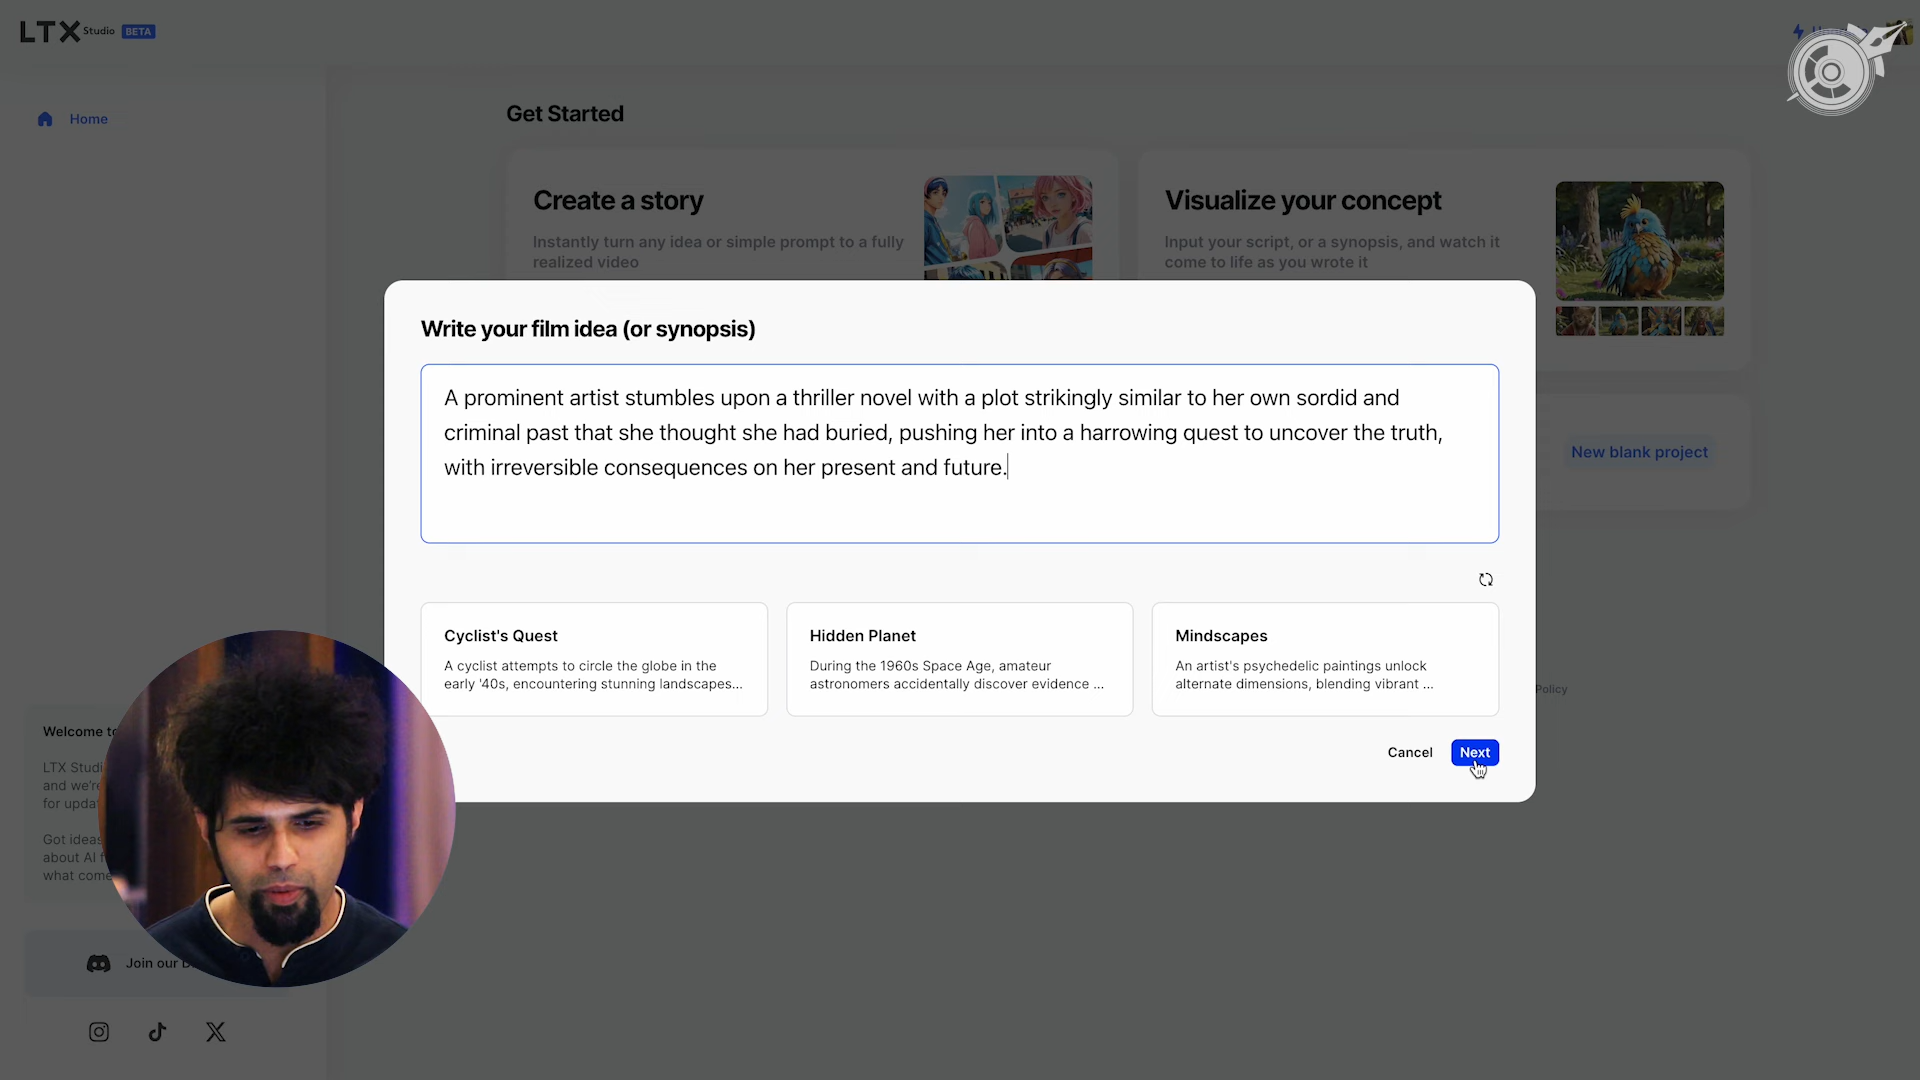 LTX Studio BETA
Home
Get Started
Create a story
Instantly turn any idea or simple prompt to a fully
realized video
Visualize your concept
Input your script, or a synopsis, and watch it
come to life as you wrote it
Write your film idea (or synopsis)
A prominent artist stumbles upon a thriller novel with a plot strikingly similar to her own sordid and
criminal past that she thought she had buried, pushing her into a harrowing quest to uncover the truth,
with irreversible consequences on her present and future.
New blank project
Cyclist's Quest
A cyclist attempts to circle the globe in the
early '40s, encountering stunning landscapes...
Hidden Planet
During the 1960s Space Age, amateur
astronomers accidentally discover evidence ...
Mindscapes
An artist's psychedelic paintings unlock
alternate dimensions, blending vibrant ...
Policy
Cancel
Next
Welcome
LTX
and
for
Got ideas
about AI
what
Join our